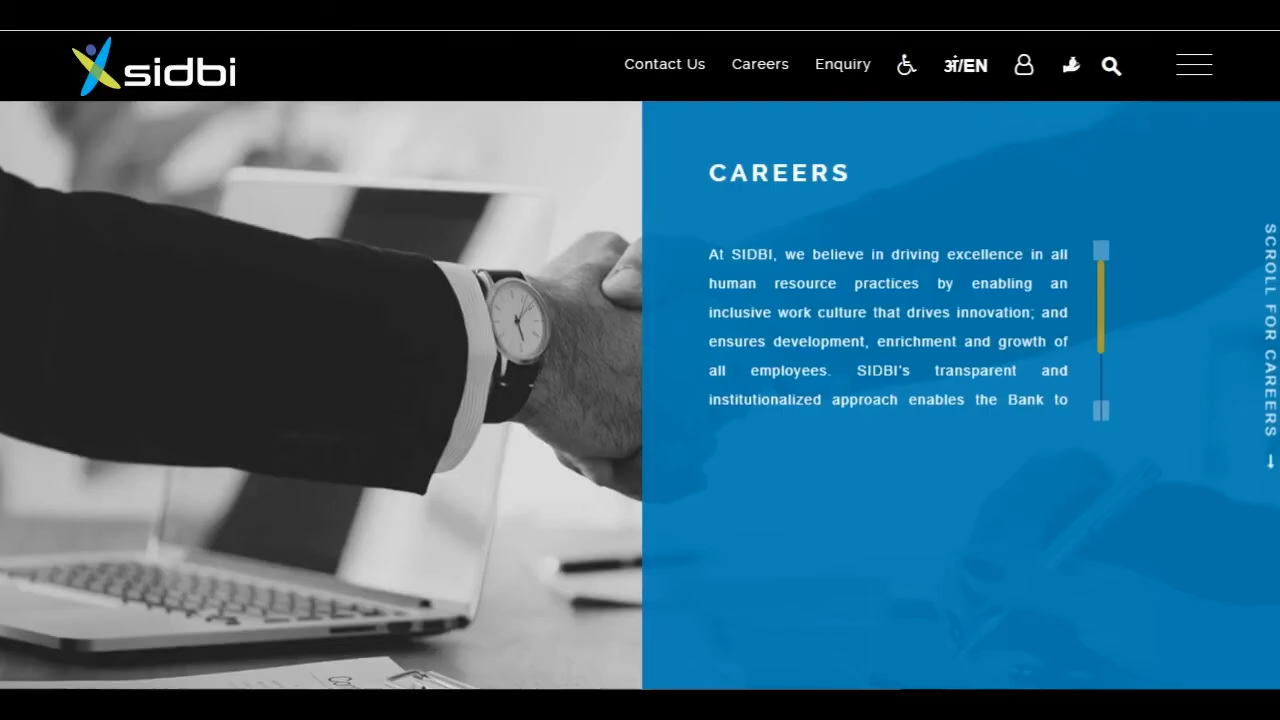 sidbi
Contact Us Careers Enquiry अ/EN
CAREERS
At SIDBI, we believe in driving excellence in all
human resource practices by enabling an
inclusive work culture that drives innovation; and
ensures development, enrichment and growth of
all employees. SIDBI's transparent and
institutionalized approach enables the Bank to
SCROLL FOR CAREERS